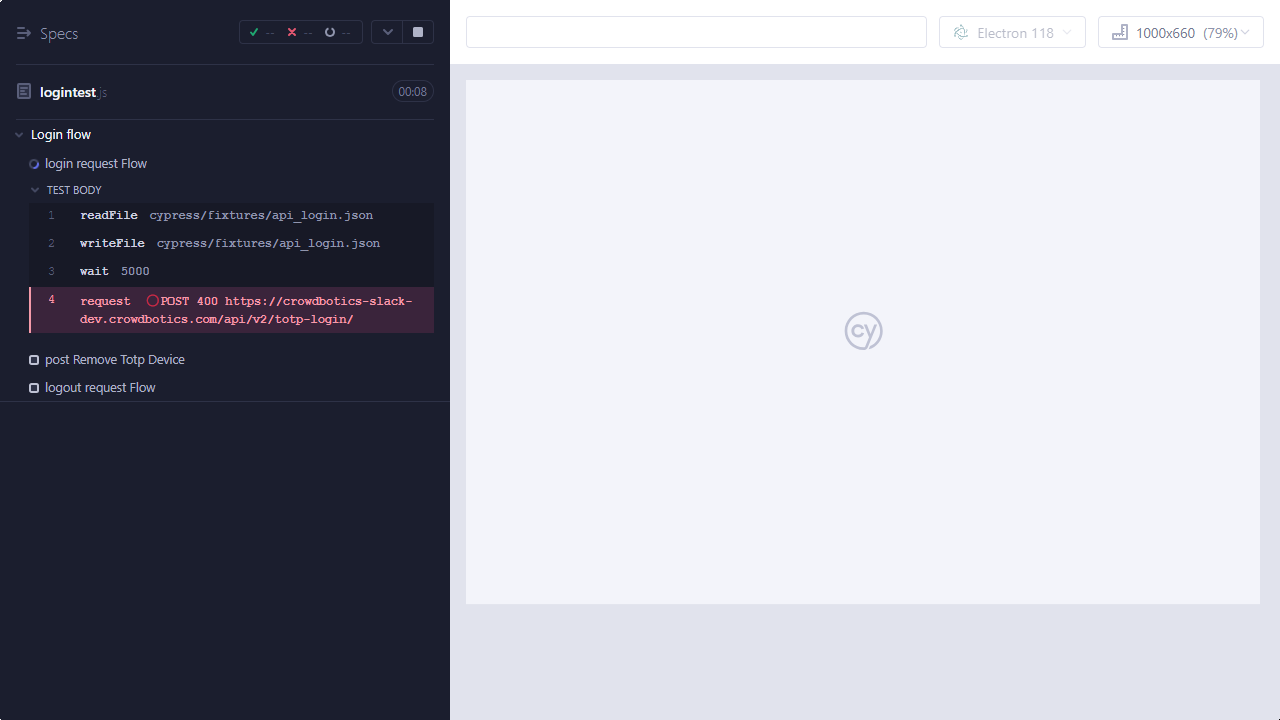 Specs
-- -- --
Electron 118
1000x660 (79%)
logintest.js
00:08
Login flow
login request Flow
TEST BODY
1 readFile cypress/fixtures/api_login.json
2 writeFile cypress/fixtures/api_login.json
3 wait 5000
4 request POST 400 https://crowdbotics-slack-
dev.crowdbotics.com/api/v2/totp-login/
post Remove Totp Device
logout request Flow
cy